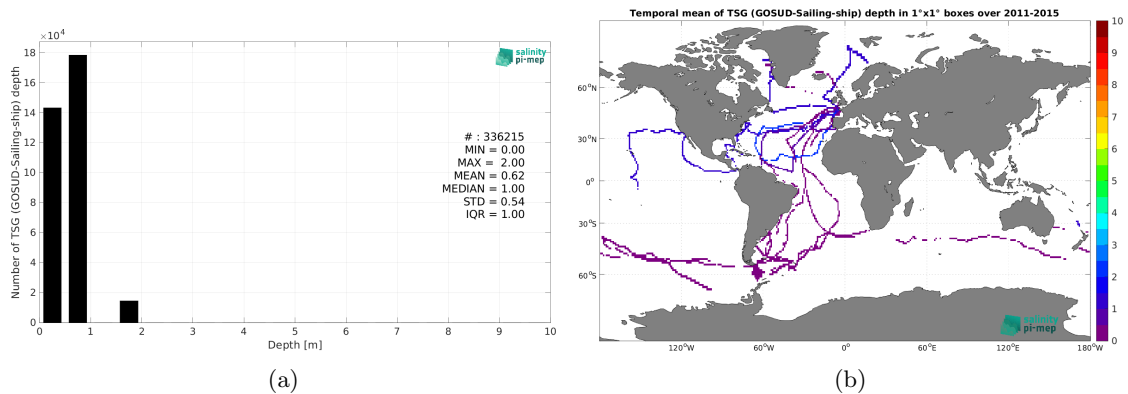 ×10⁴
18
16
14
12
10
8
6
4
2
0
Number of TSG (GOSUD-Sailing-ship) depth
salinity
pi-mep
# : 336215
MIN = 0.00
MAX = 2.00
MEAN = 0.62
MEDIAN = 1.00
STD = 0.54
IQR = 1.00
0 1 2 3 4 5 6 7 8 9 10
Depth [m]
(a)
Temporal mean of TSG (GOSUD-Sailing-ship) depth in 1°x1° boxes over 2011-2015
60°N
30°N
0°
30°S
60°S
120°W 60°W 0° 60°E 120°E 180°W
salinity
pi-mep
10
9
8
7
6
5
4
3
2
1
0
(b)